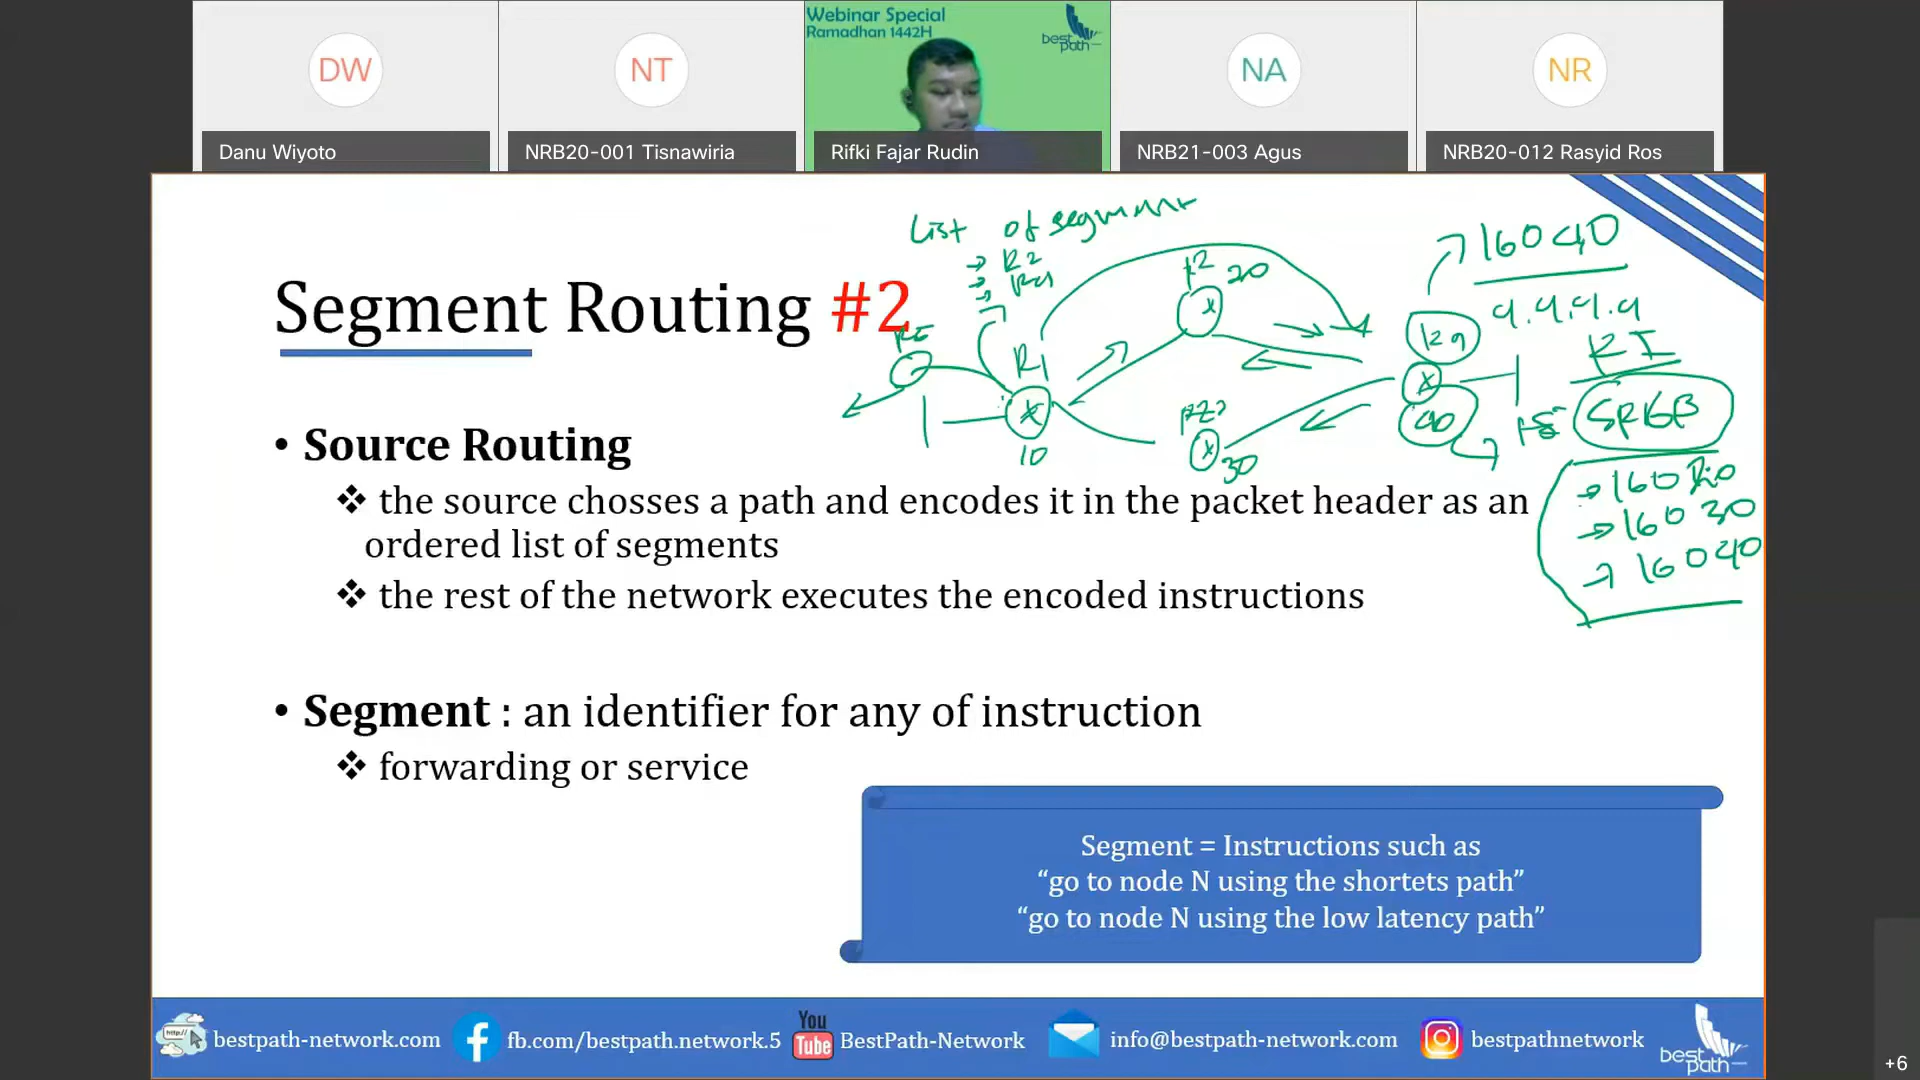 DW
NT
Webinar Special
Ramadhan 1442H
best
path
NA
NR
Danu Wiyoto
NRB20-001 Tisnawiria
Rifki Fajar Rudin
NRB21-003 Agus
NRB20-012 Rasyid Ros
List of segment
→ R2
→ R4
Segment Routing #2
R1
10
R2 20
30
R4
40
16040
4.4.4.4
SRGB
→ 16020
→ 16030
→ 16040
• Source Routing
❖ the source chosses a path and encodes it in the packet header as an
ordered list of segments
❖ the rest of the network executes the encoded instructions
• Segment : an identifier for any of instruction
❖ forwarding or service
Segment = Instructions such as
“go to node N using the shortets path”
“go to node N using the low latency path”
http://
bestpath-network.com
fb.com/bestpath.network.5
You
Tube
BestPath-Network
info@bestpath-network.com
bestpathnetwork
best
path
+6